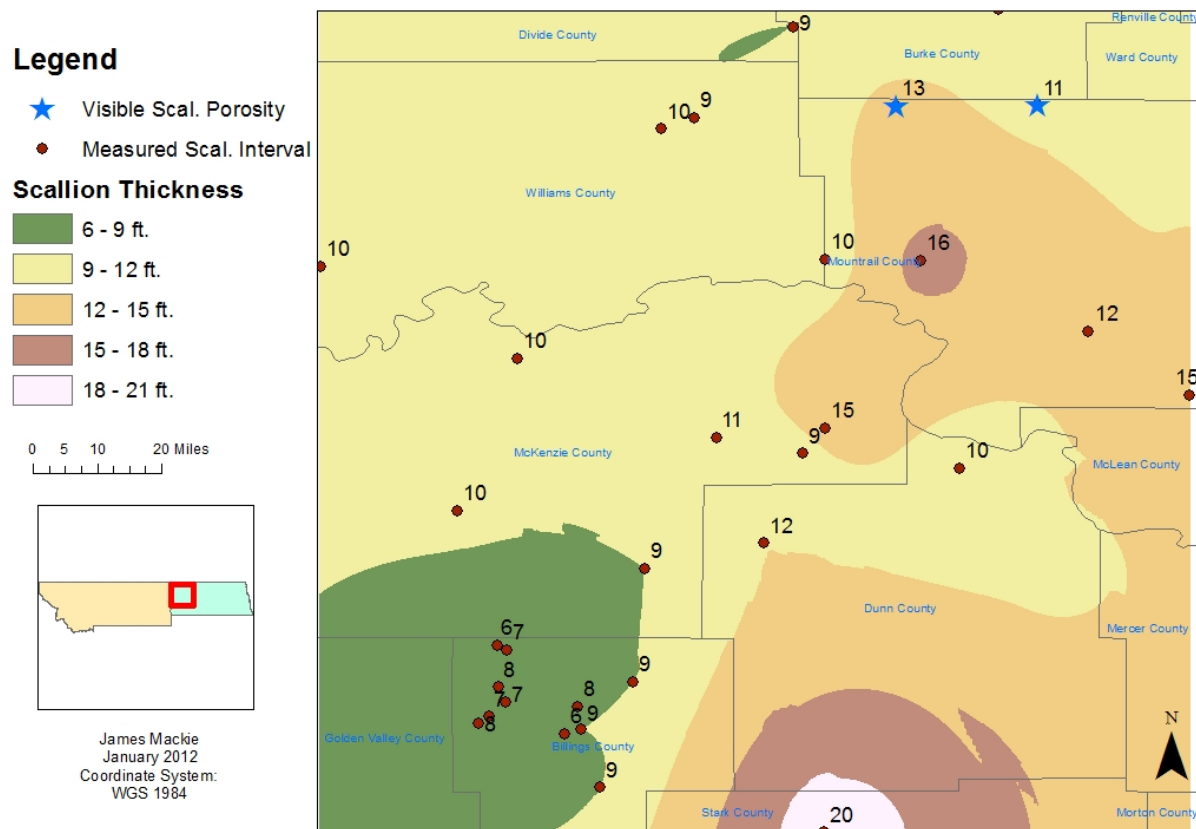 Legend
Visible Scal. Porosity
Measured Scal. Interval
Scallion Thickness
6 - 9 ft.
9 - 12 ft.
12 - 15 ft.
15 - 18 ft.
18 - 21 ft.
0 5 10 20 Miles
James Mackie
January 2012
Coordinate System:
WGS 1984
Divide County
9
Burke County
Renville County
Ward County
13
11
10
9
Williams County
10
10
Mountrail County
16
12
10
15
11
15
9
10
McKenzie County
McLean County
10
12
9
Dunn County
Mercer County
6
7
9
8
7
7
8
8
6
9
Golden Valley County
Billings County
9
N
Stark County
20
Morton County